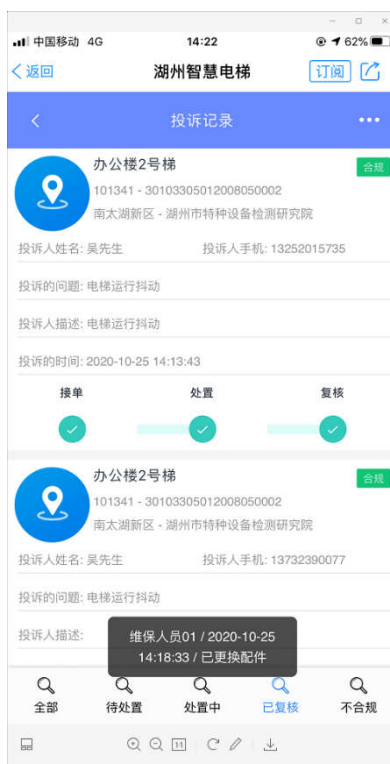 中国移动 4G 14:22 62%
返回 湖州智慧电梯 订阅
投诉记录
办公楼2号梯 合规
101341 - 30103305012008050002
南太湖新区 - 湖州市特种设备检测研究院
投诉人姓名: 吴先生 投诉人手机: 13252015735
投诉的问题: 电梯运行抖动
投诉人描述: 电梯运行抖动
投诉的时间: 2020-10-25 14:13:43
接单 处置 复核
办公楼2号梯 合规
101341 - 30103305012008050002
南太湖新区 - 湖州市特种设备检测研究院
投诉人姓名: 吴先生 投诉人手机: 13732390077
投诉的问题: 电梯运行抖动
投诉人描述:
维保人员01 / 2020-10-25
14:18:33 / 已更换配件
全部 待处置 处置中 已复核 不合规